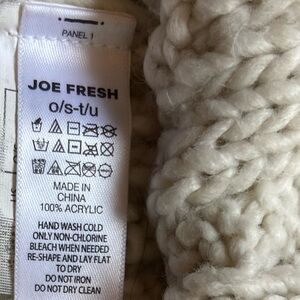 PANEL 1
JOE FRESH
o/s-t/u
MADE IN
CHINA
100% ACRYLIC
HAND WASH COLD
ONLY NON-CHLORINE
BLEACH WHEN NEEDED
RE-SHAPE AND LAY FLAT
TO DRY
DO NOT IRON
DO NOT DRY CLEAN